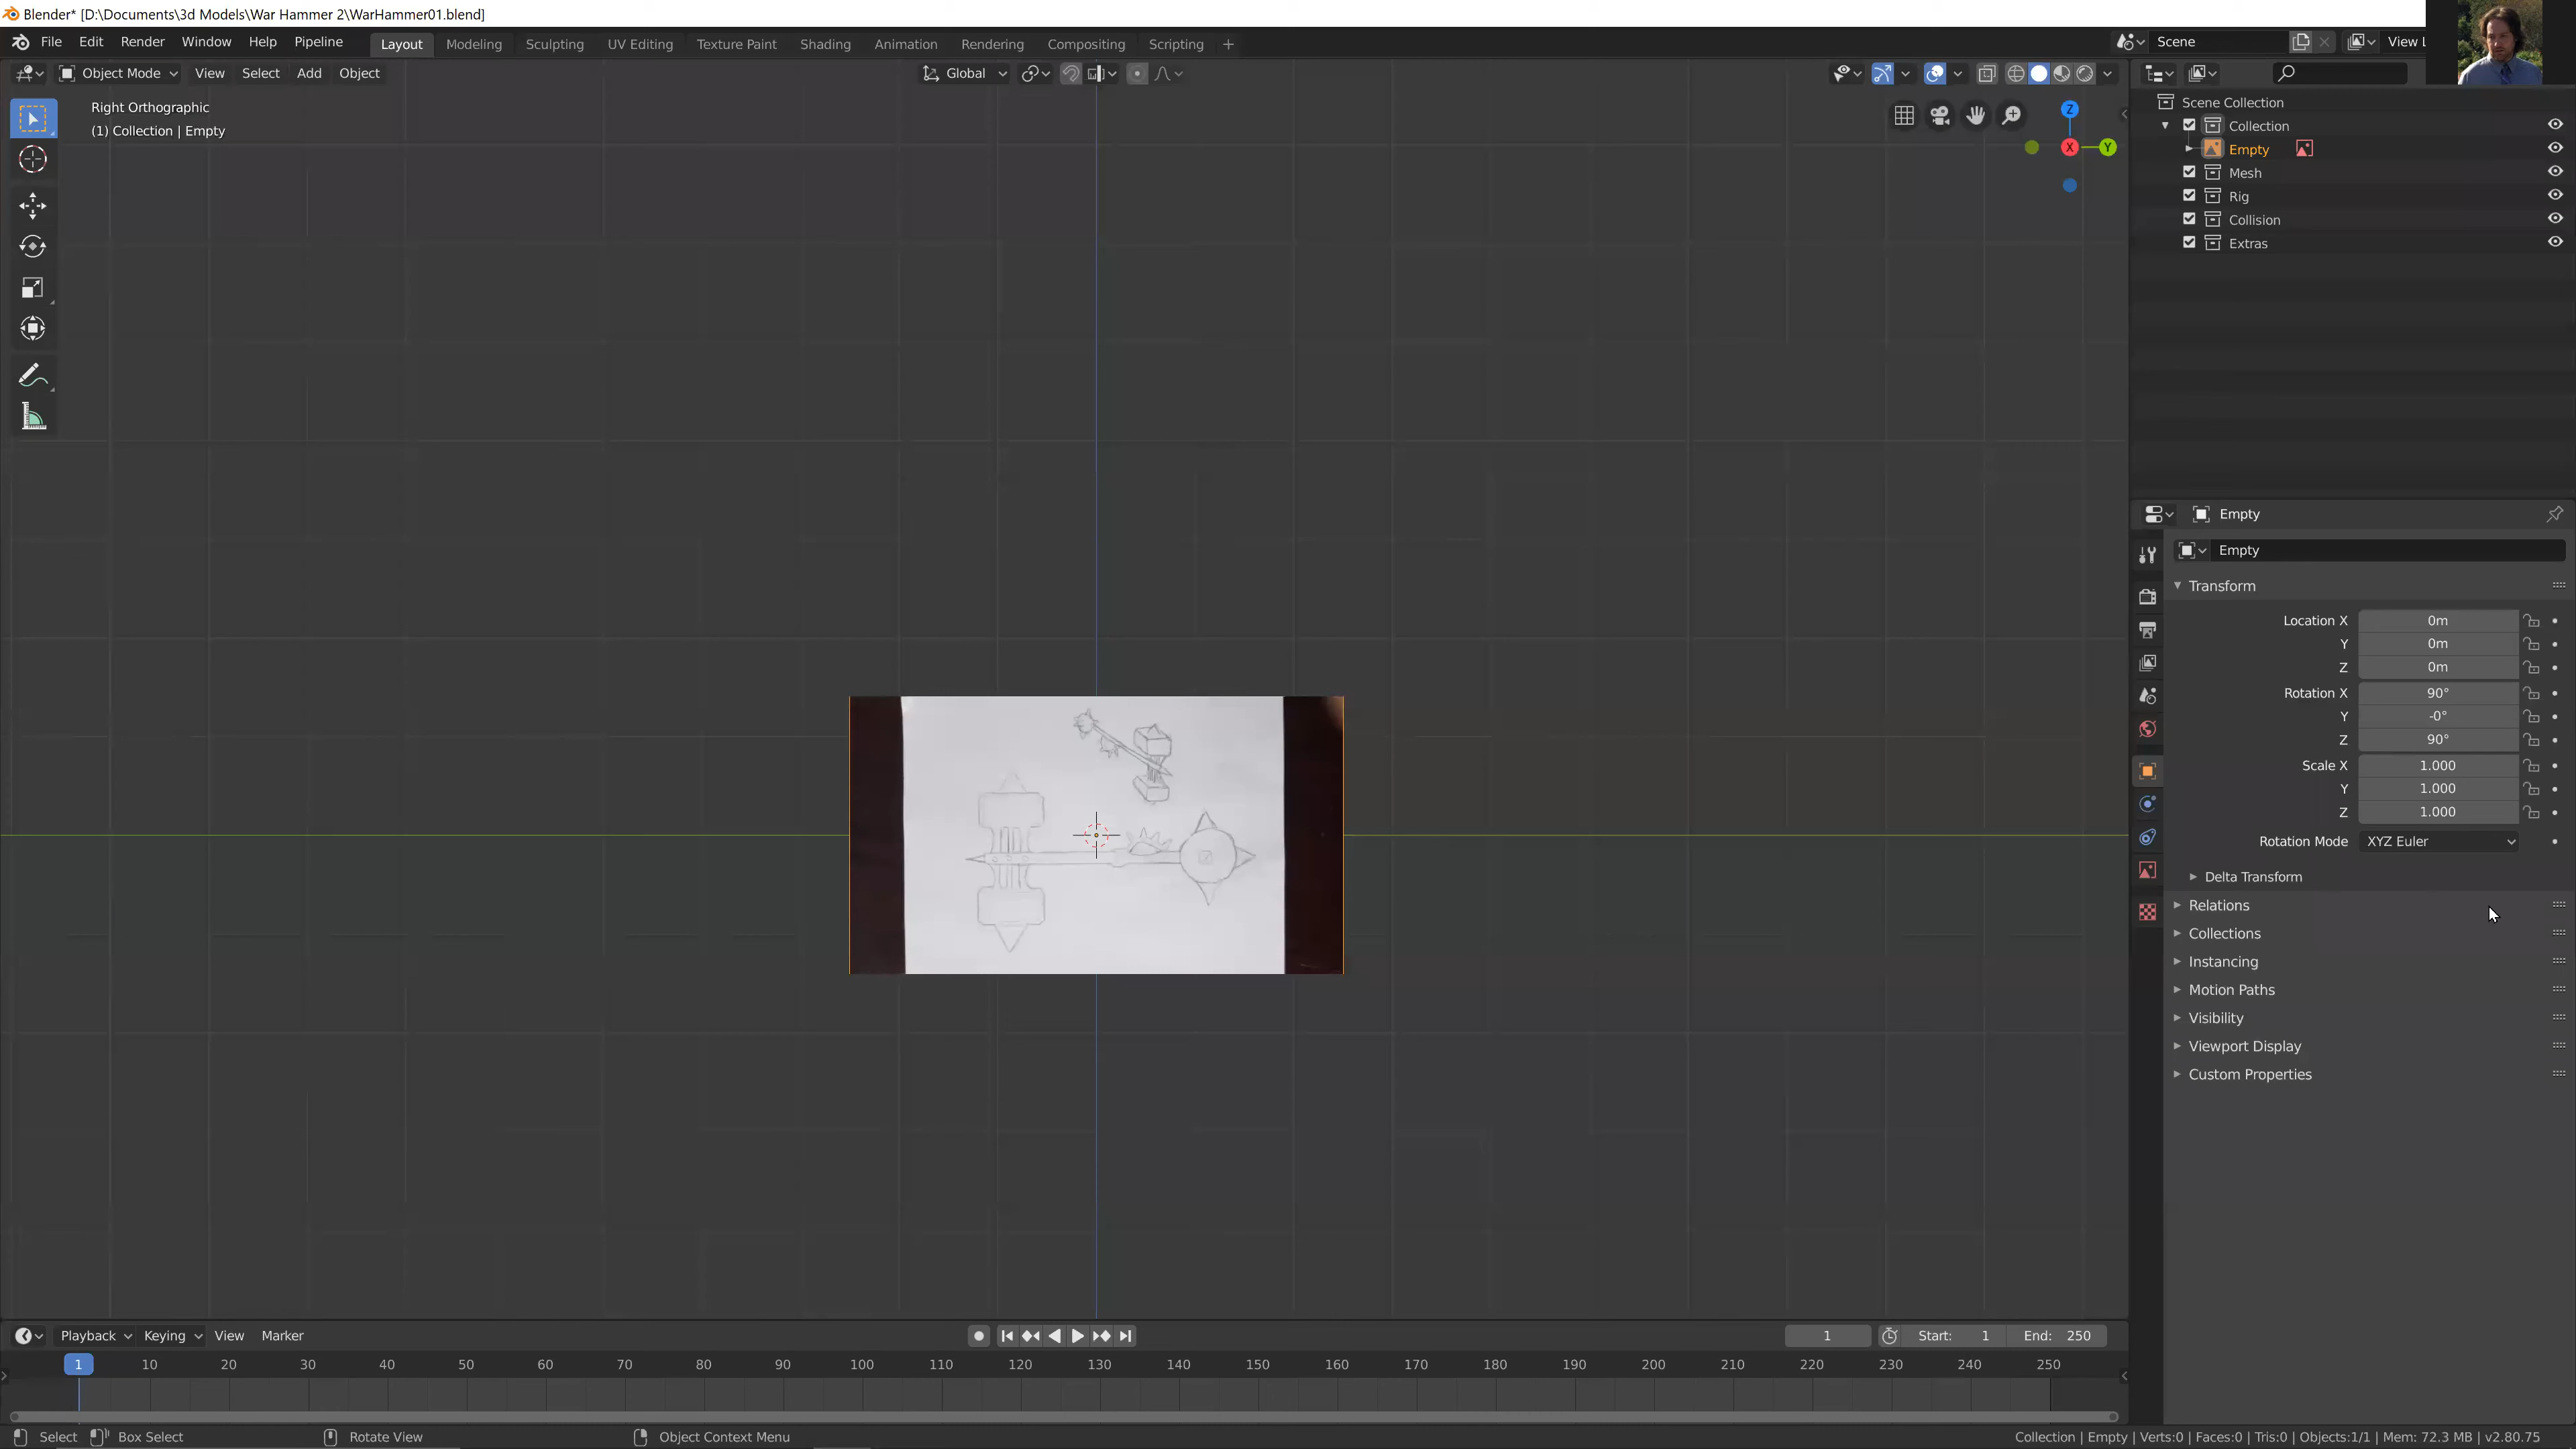 Blender* [D:\Documents\3d Models\War Hammer 2\WarHammer01.blend]
File Edit Render Window Help Pipeline Layout Modeling Sculpting UV Editing Texture Paint Shading Animation Rendering Compositing Scripting + Scene View L
Object Mode View Select Add Object Global
Right Orthographic
(1) Collection | Empty
Z
X
Y
Scene Collection
Collection
Empty
Mesh
Rig
Collision
Extras
Empty
Empty
Transform
Location X 0m
Y 0m
Z 0m
Rotation X 90°
Y -0°
Z 90°
Scale X 1.000
Y 1.000
Z 1.000
Rotation Mode XYZ Euler
Delta Transform
Relations
Collections
Instancing
Motion Paths
Visibility
Viewport Display
Custom Properties
Playback Keying View Marker 1 Start: 1 End: 250
1 10 20 30 40 50 60 70 80 90 100 110 120 130 140 150 160 170 180 190 200 210 220 230 240 250
Select Box Select Rotate View Object Context Menu Collection | Empty | Verts:0 | Faces:0 | Tris:0 | Objects:1/1 | Mem: 72.3 MB | v2.80.75